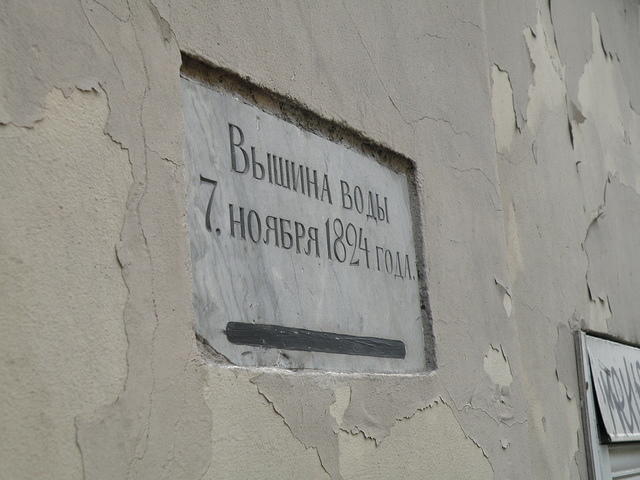 Вышина воды
7. ноября 1824 года.